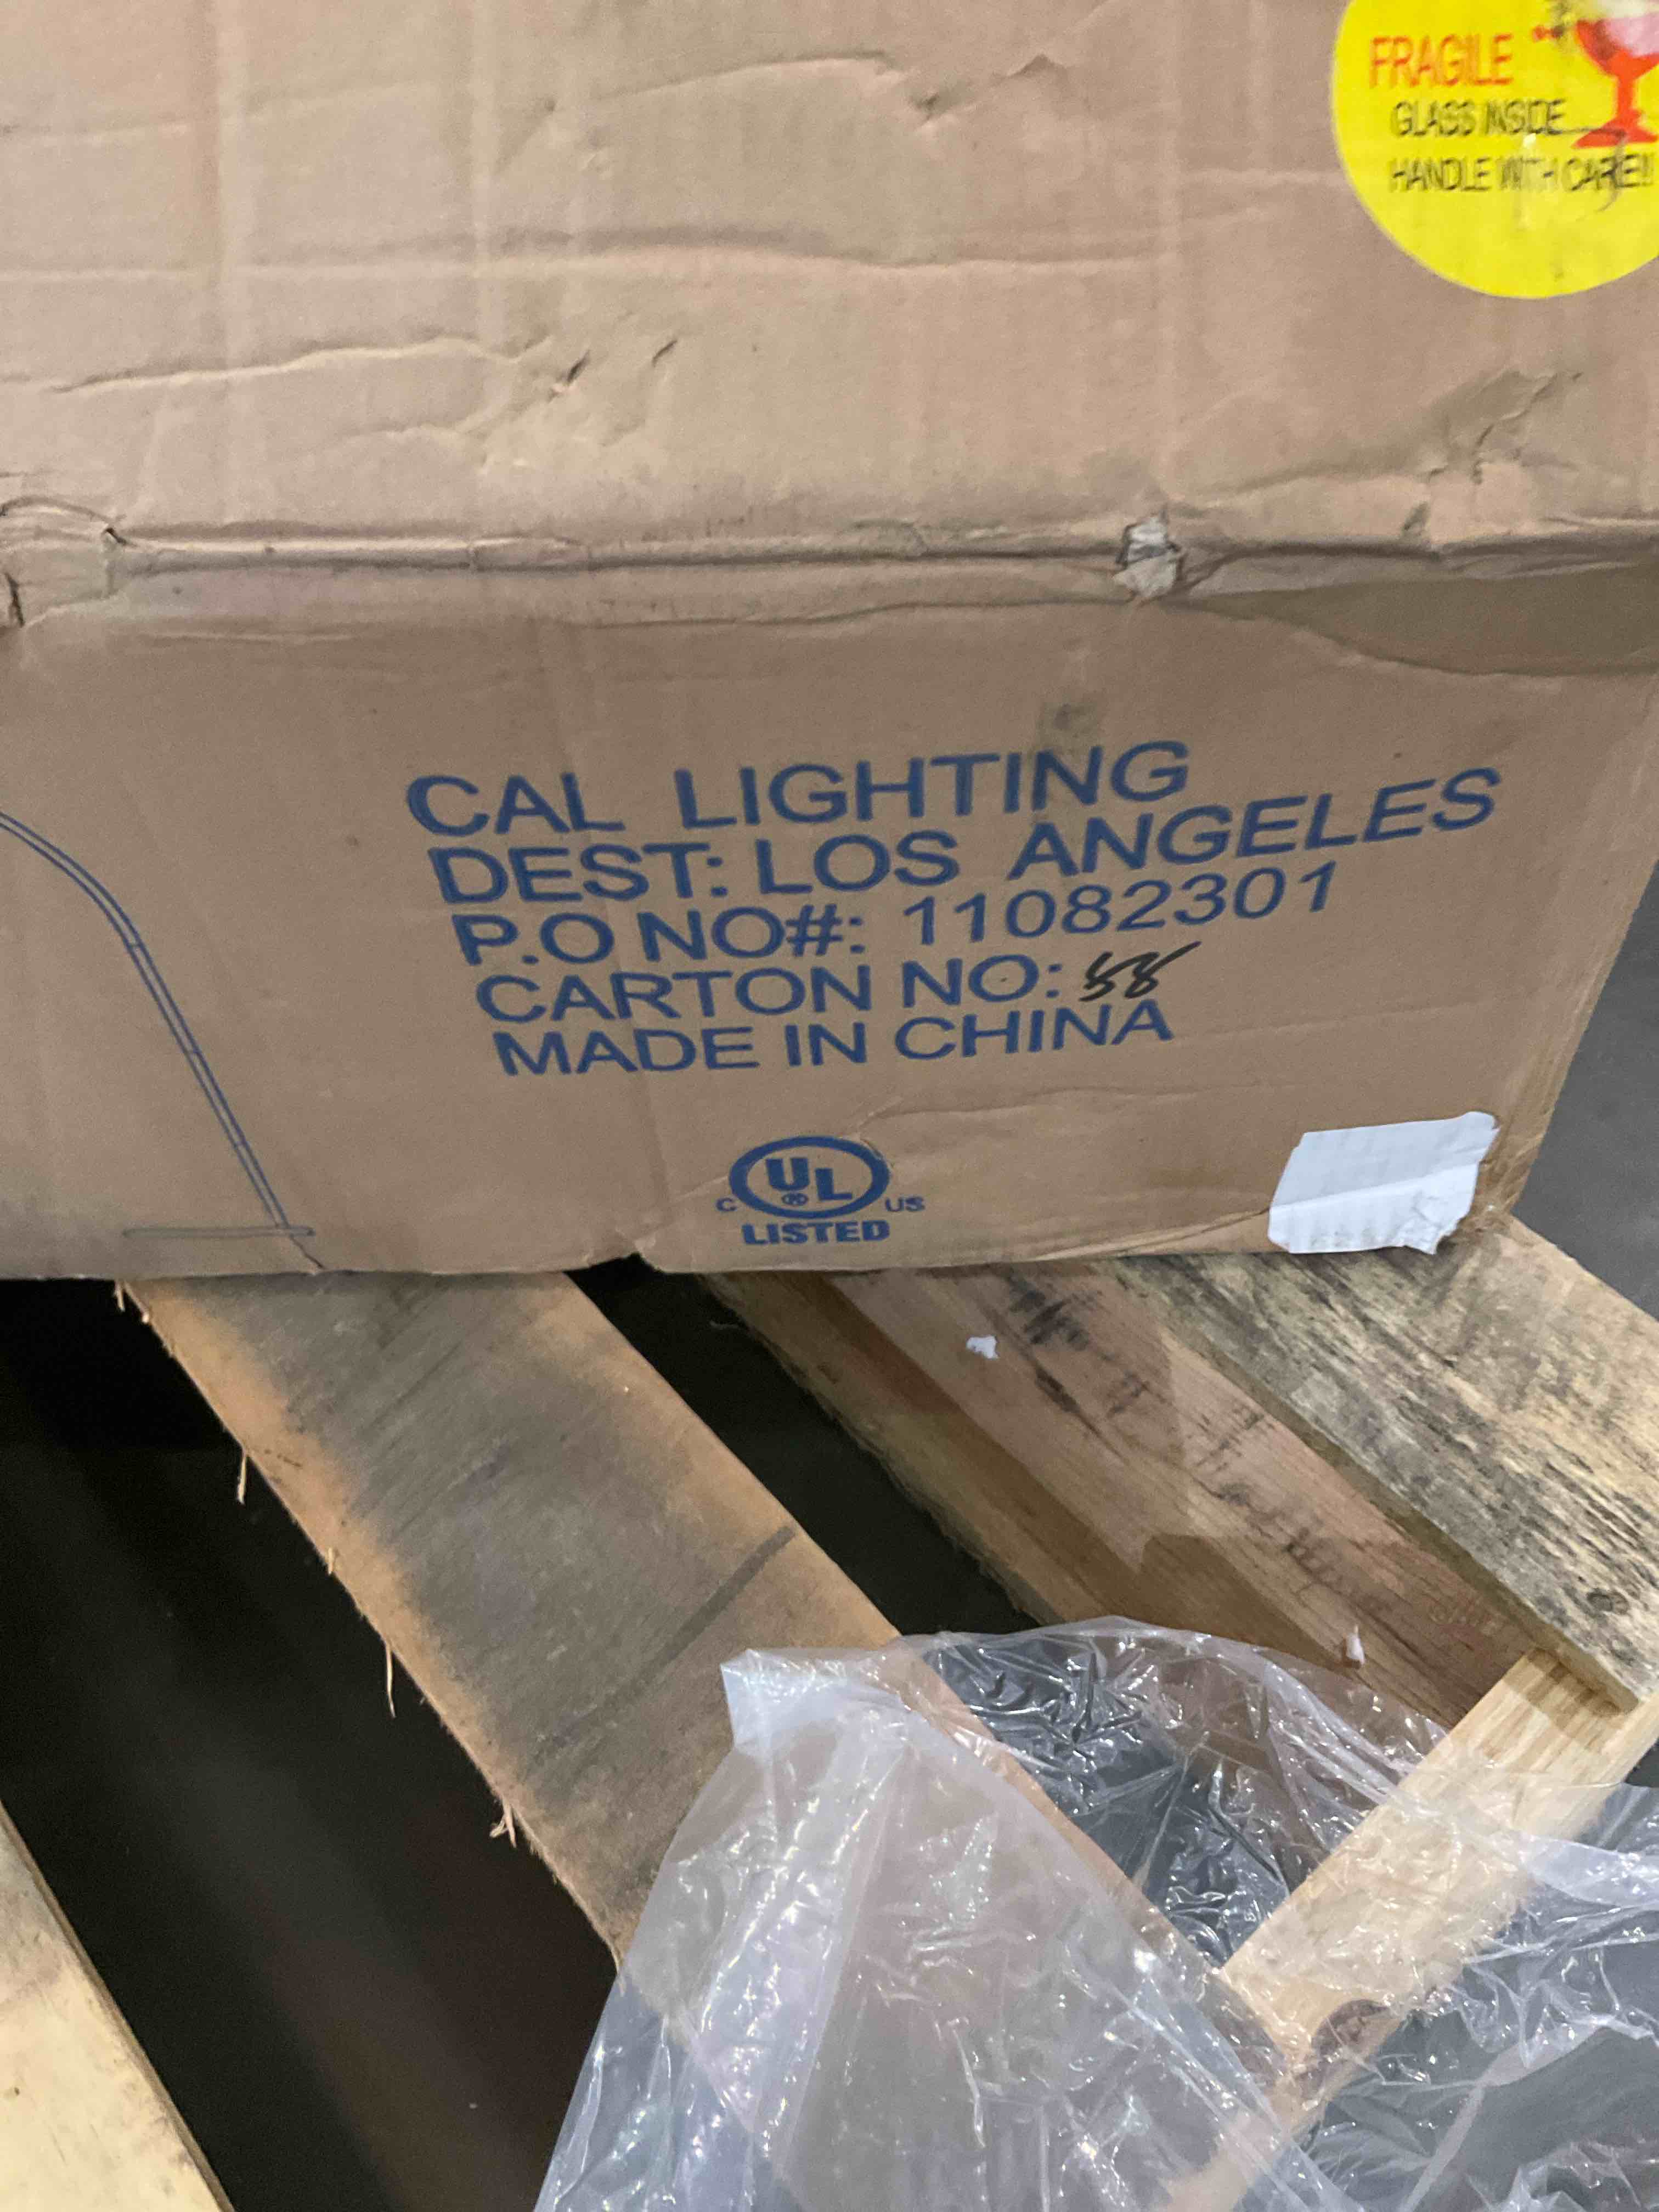 FRAGILE
GLASS INSIDE
HANDLE WITH CARE!!
CAL LIGHTING
DEST: LOS ANGELES
P.O NO#: 11082301
CARTON NO: 58
MADE IN CHINA
C UL® US
LISTED